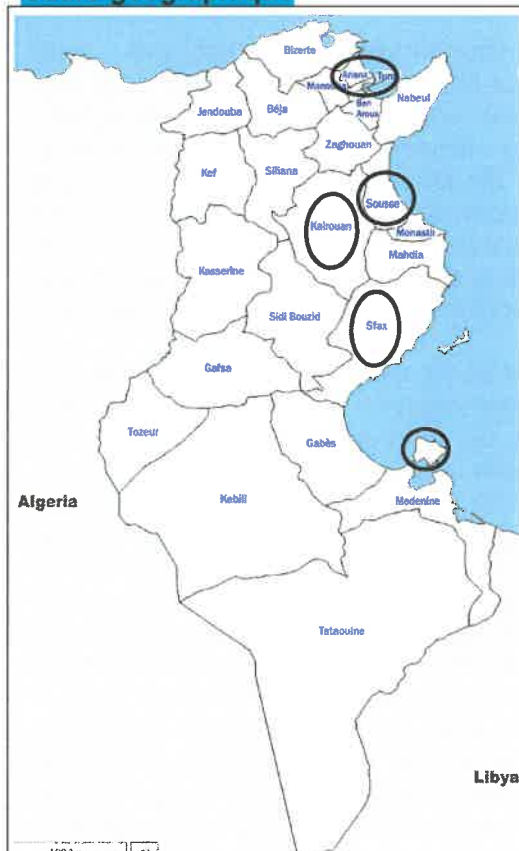 Bizerte
Ariana
Tunis
Manouba
Nabeul
Ben
Arous
Jendouba
Béja
Zaghouan
Kef
Siliana
Sousse
Kairouan
Monastir
Mahdia
Kasserine
Sidi Bouzid
Sfax
Gafsa
Tozeur
Gabès
Algeria
Kebili
Medenine
Tataouine
Libya